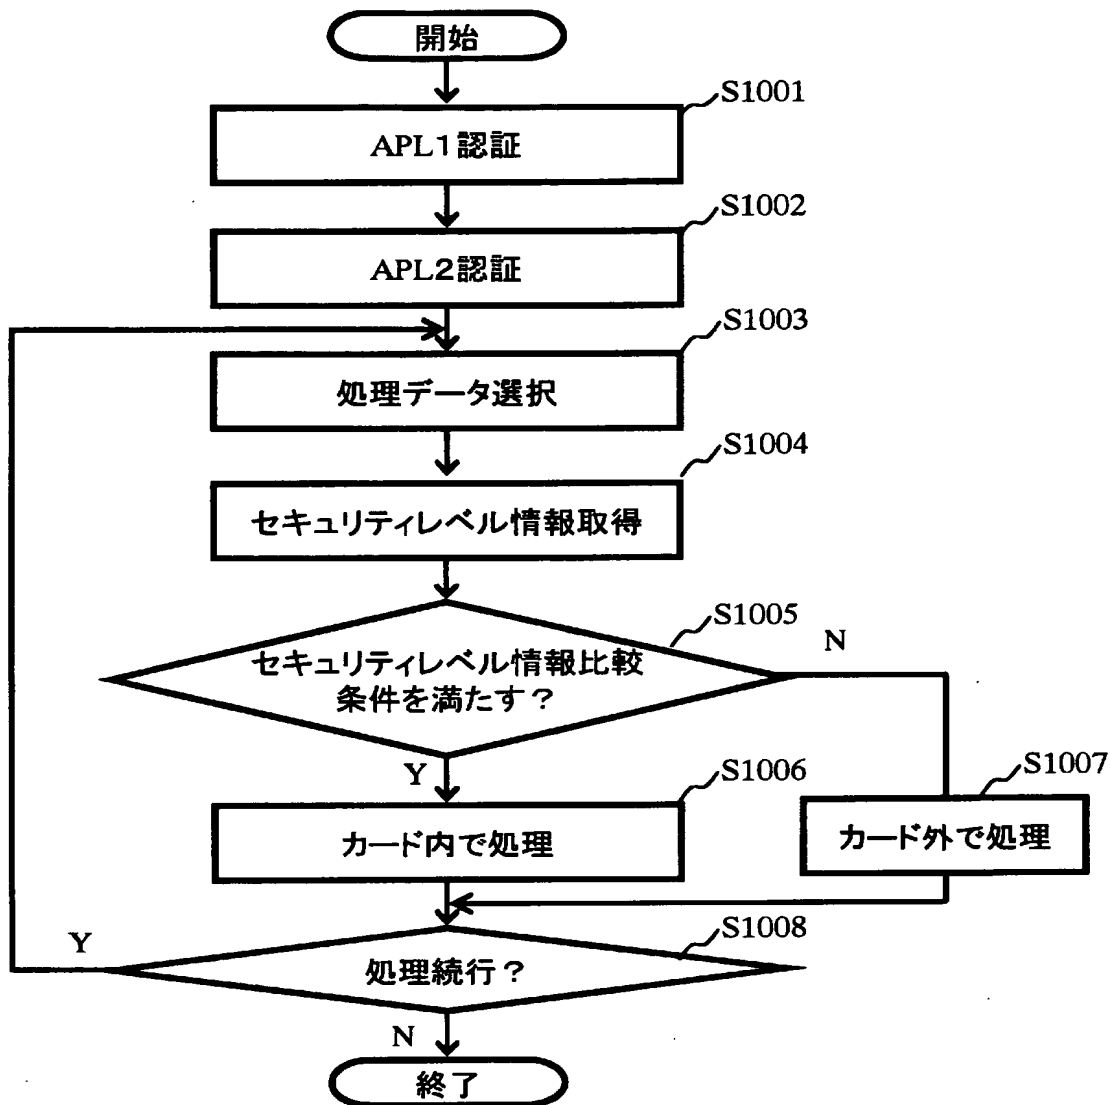 開始
S1001
APL1認証
S1002
APL2認証
S1003
処理データ選択
S1004
セキュリティレベル情報取得
S1005
N
セキュリティレベル情報比較
条件を満たす?
Y
S1006
S1007
カード内で処理
カード外で処理
Y
S1008
処理続行?
N
終了